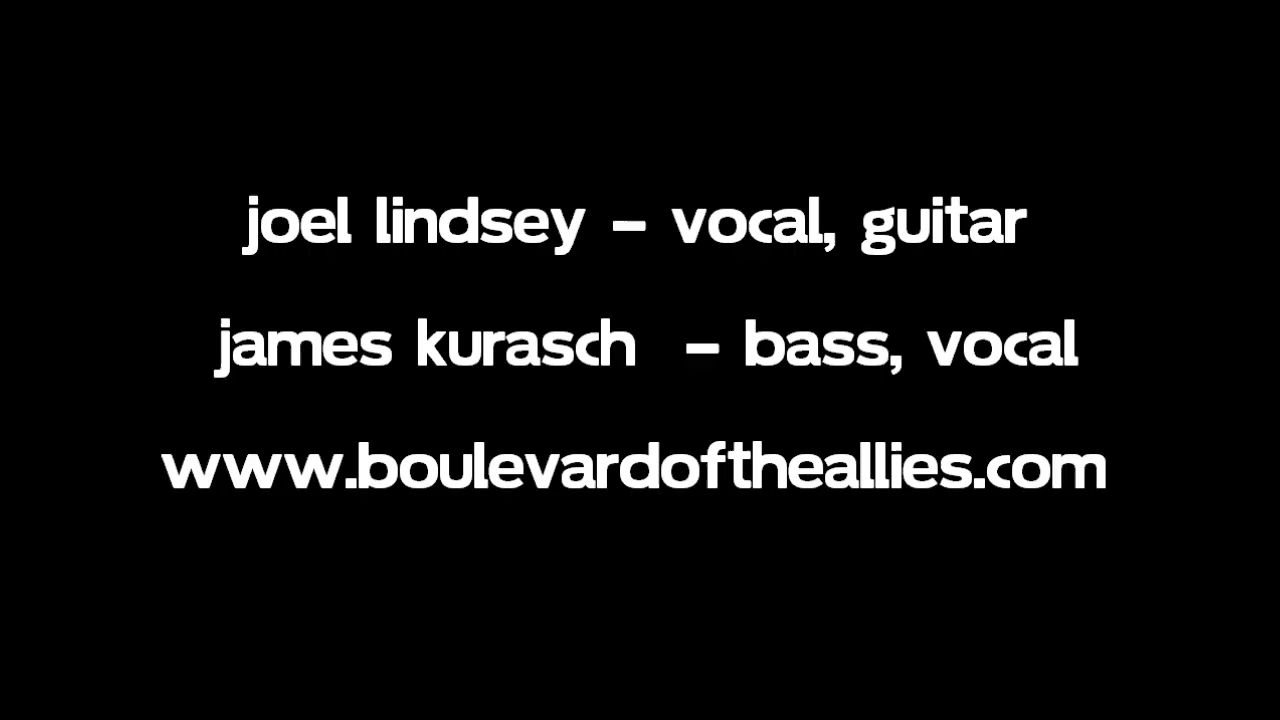 joel lindsey – vocal, guitar
james kurasch – bass, vocal
www.boulevardoftheallies.com